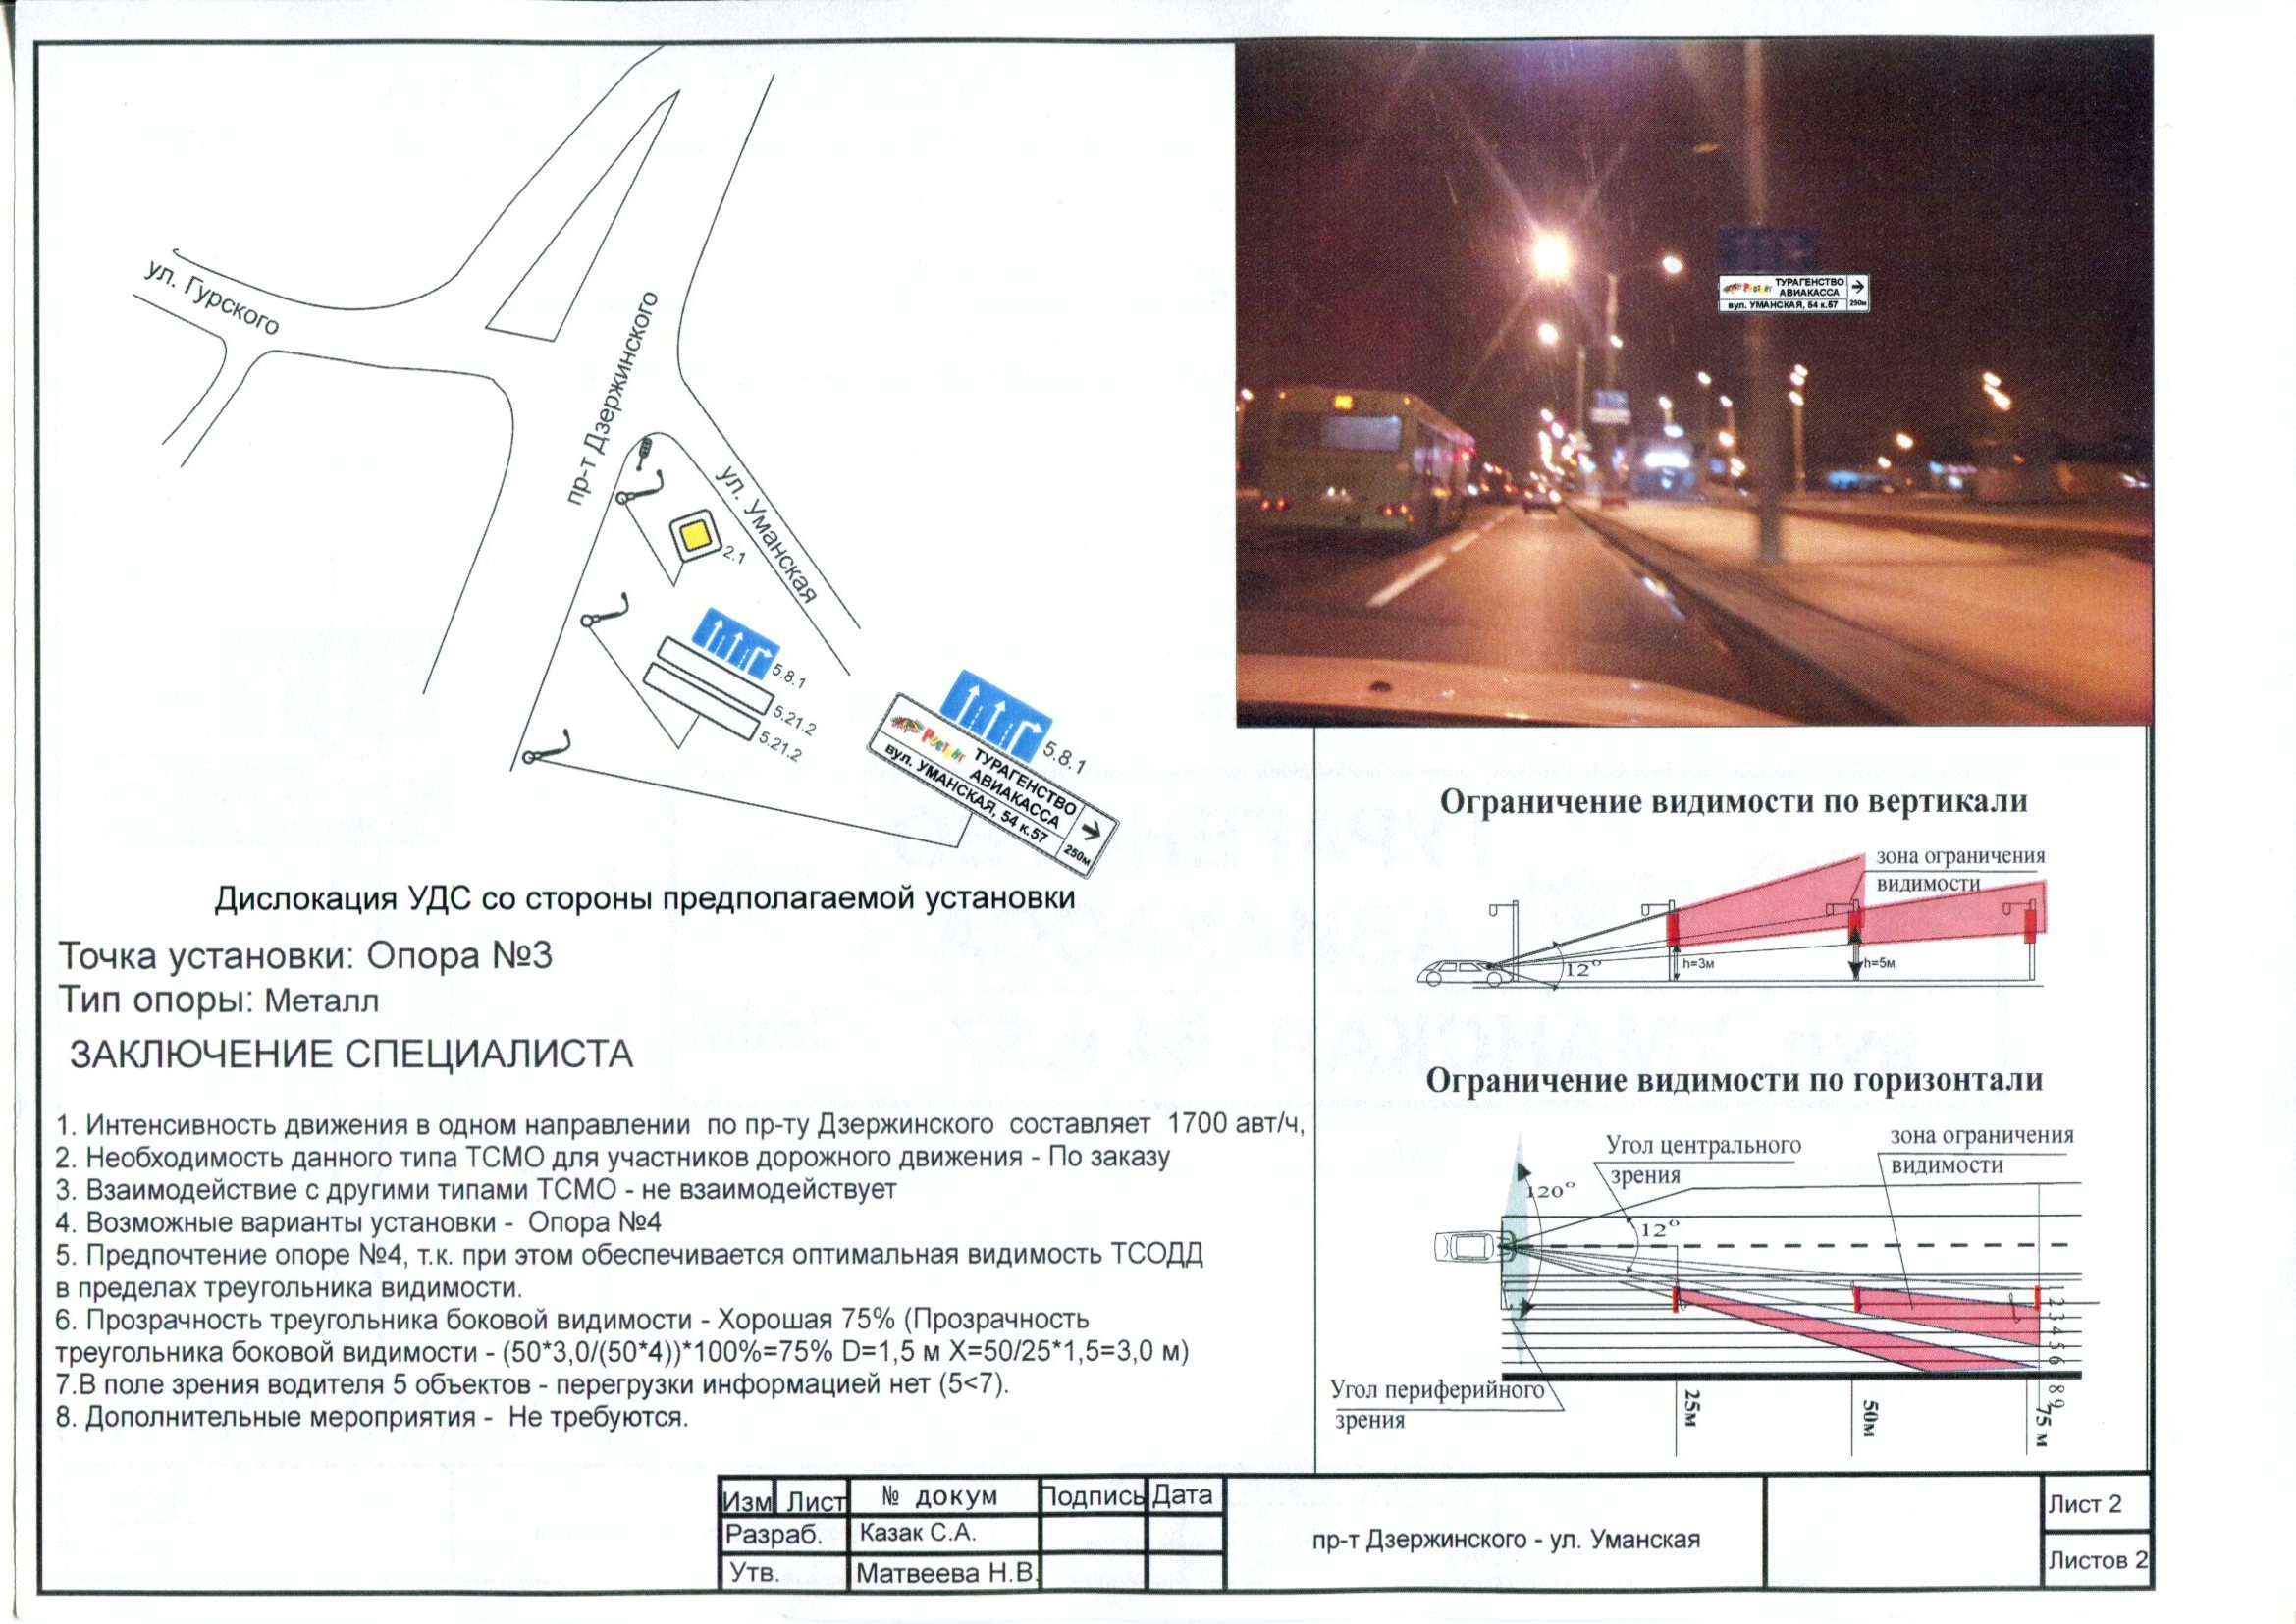 ул. Гурского
пр-т Дзержинского
ул. Уманская
2.1
5.8.1
5.21.2
5.21.2
5.8.1
ТУРАГЕНСТВО
АВИАКАССА
вул. УМАНСКАЯ, 54 к.57
250м
Дислокация УДС со стороны предполагаемой установки
ТУРАГЕНСТВО
АВИАКАССА
вул. УМАНСКАЯ, 54 к.57
250м
Точка установки: Опора №3
Тип опоры: Металл
ЗАКЛЮЧЕНИЕ СПЕЦИАЛИСТА
1. Интенсивность движения в одном направлении по пр-ту Дзержинского составляет 1700 авт/ч,
2. Необходимость данного типа ТСМО для участников дорожного движения - По заказу
3. Взаимодействие с другими типами ТСМО - не взаимодействует
4. Возможные варианты установки - Опора №4
5. Предпочтение опоре №4, т.к. при этом обеспечивается оптимальная видимость ТСОДД
в пределах треугольника видимости.
6. Прозрачность треугольника боковой видимости - Хорошая 75% (Прозрачность
треугольника боковой видимости - (50*3,0/(50*4))*100%=75% D=1,5 м X=50/25*1,5=3,0 м)
7.В поле зрения водителя 5 объектов - перегрузки информацией нет (5<7).
8. Дополнительные мероприятия - Не требуются.
Ограничение видимости по вертикали
зона ограничения
видимости
12°
h=3м
h=5м
Ограничение видимости по горизонтали
Угол центрального
зрения
зона ограничения
видимости
120°
12°
1 2 3 4 5 6
8 9
Угол периферийного
зрения
25м
50м
75 м
Изм Лист № докум Подпись Дата
Разраб. Казак С.А.
Утв. Матвеева Н.В.
пр-т Дзержинского - ул. Уманская
Лист 2
Листов 2